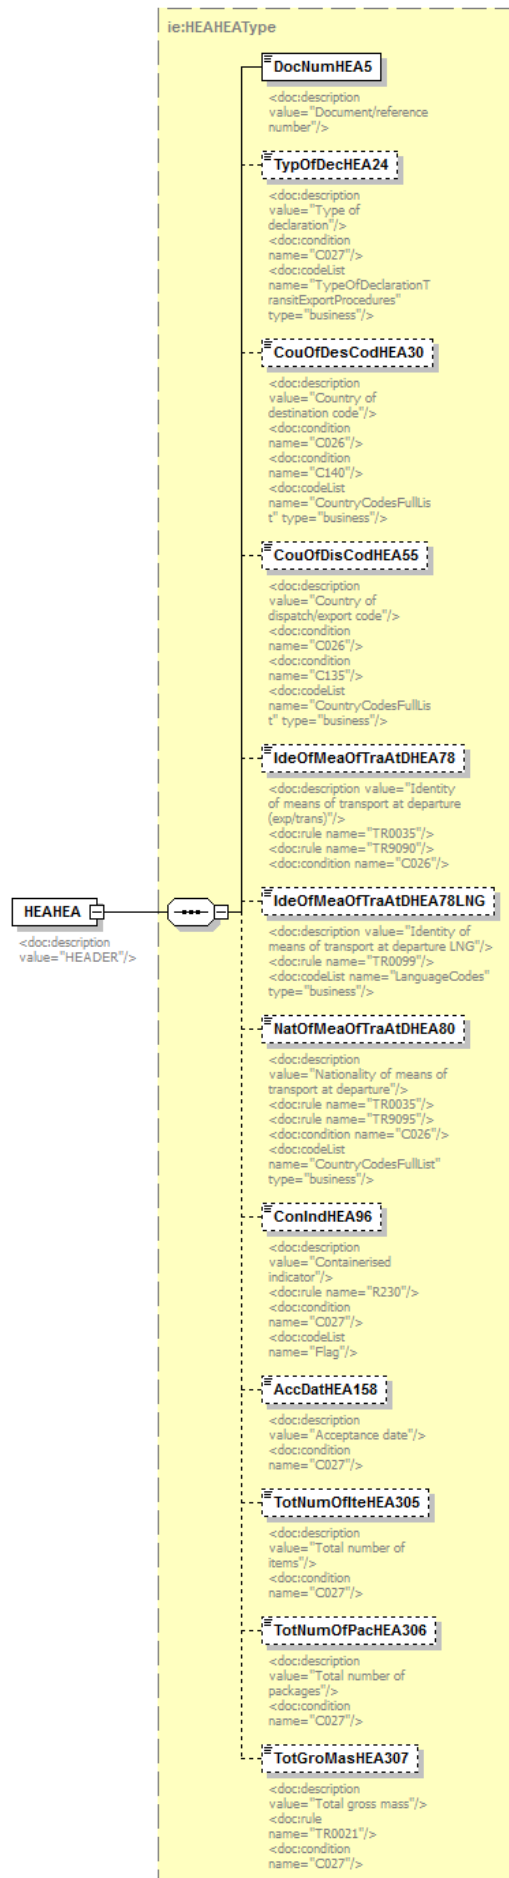 ie:HEAHEAType
DocNumHEA5
<doc:description
value="Document/reference
number"/>
TypOfDecHEA24
<doc:description
value="Type of
declaration"/>
<doc:condition
name="C027"/>
<doc:codeList
name="TypeOfDeclarationT
ransitExportProcedures"
type="business"/>
CouOfDesCodHEA30
<doc:description
value="Country of
destination code"/>
<doc:condition
name="C026"/>
<doc:condition
name="C140"/>
<doc:codeList
name="CountryCodesFullLis
t" type="business"/>
CouOfDisCodHEA55
<doc:description
value="Country of
dispatch/export code"/>
<doc:condition
name="C026"/>
<doc:condition
name="C135"/>
<doc:codeList
name="CountryCodesFullLis
t" type="business"/>
IdeOfMeaOfTraAtDHEA78
<doc:description value="Identity
of means of transport at departure
(exp/trans)"/>
<doc:rule name="TR0035"/>
<doc:rule name="TR9090"/>
<doc:condition name="C026"/>
HEAHEA
<doc:description
value="HEADER"/>
IdeOfMeaOfTraAtDHEA78LNG
<doc:description value="Identity of
means of transport at departure LNG"/>
<doc:rule name="TR0099"/>
<doc:codeList name="LanguageCodes"
type="business"/>
NatOfMeaOfTraAtDHEA80
<doc:description
value="Nationality of means of
transport at departure"/>
<doc:rule name="TR0035"/>
<doc:rule name="TR9095"/>
<doc:condition name="C026"/>
<doc:codeList
name="CountryCodesFullList"
type="business"/>
ConIndHEA96
<doc:description
value="Containerised
indicator"/>
<doc:rule name="R230"/>
<doc:condition
name="C027"/>
<doc:codeList
name="Flag"/>
AccDatHEA158
<doc:description
value="Acceptance date"/>
<doc:condition
name="C027"/>
TotNumOfIteHEA305
<doc:description
value="Total number of
items"/>
<doc:condition
name="C027"/>
TotNumOfPacHEA306
<doc:description
value="Total number of
packages"/>
<doc:condition
name="C027"/>
TotGroMasHEA307
<doc:description
value="Total gross mass"/>
<doc:rule
name="TR0021"/>
<doc:condition
name="C027"/>